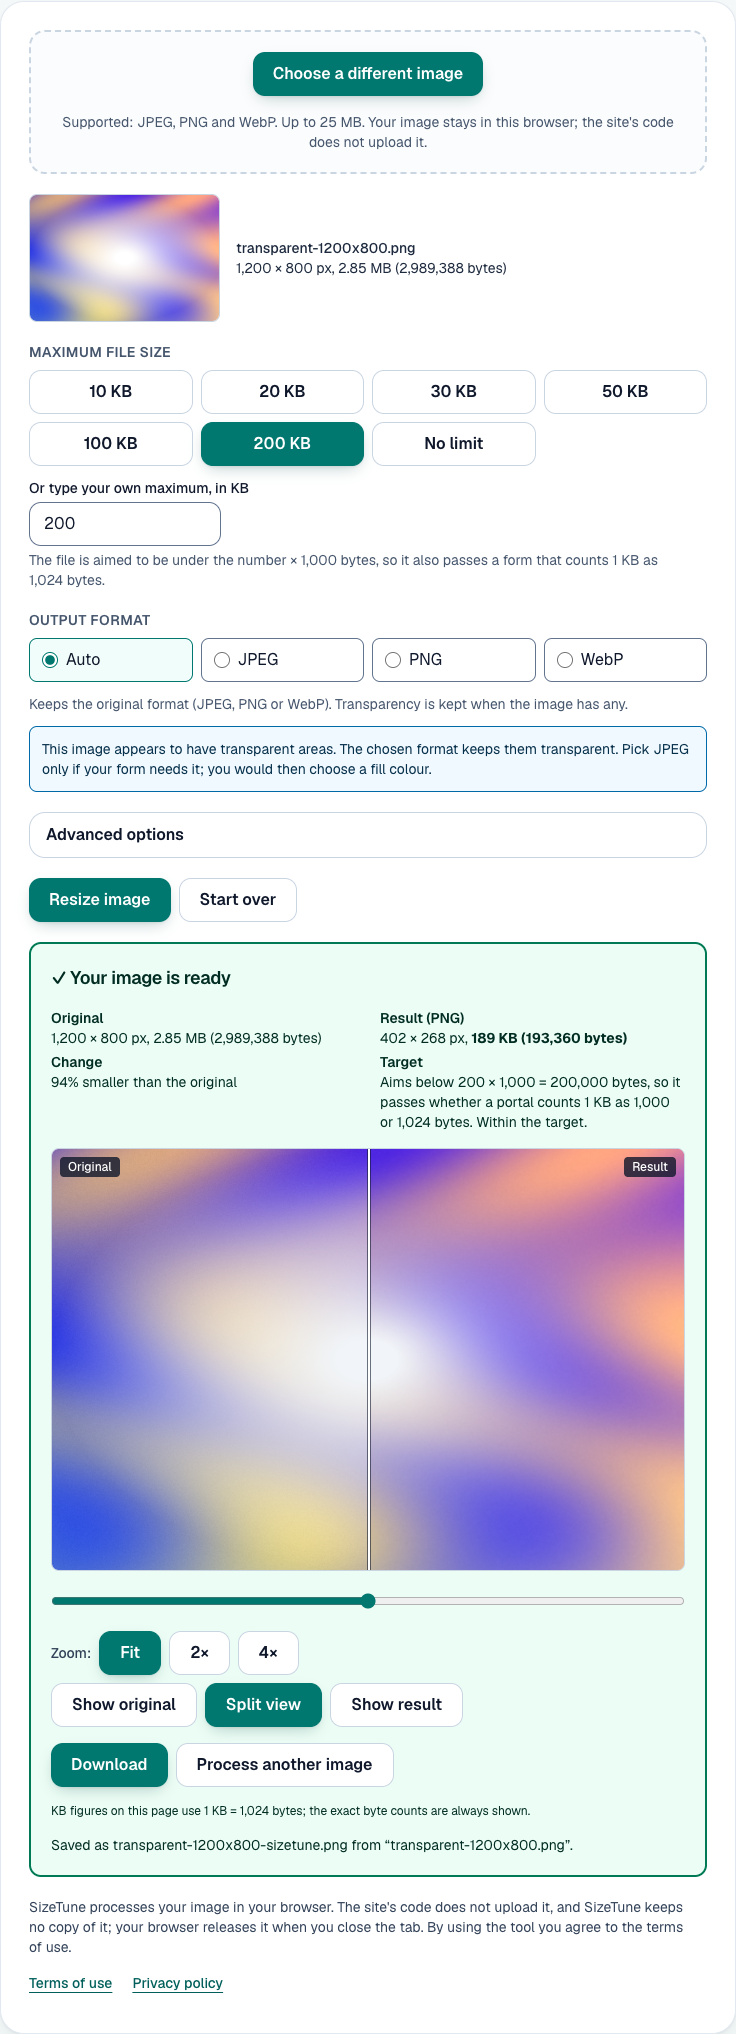 Choose a different image
Supported: JPEG, PNG and WebP. Up to 25 MB. Your image stays in this browser; the site's code
does not upload it.
transparent-1200x800.png
1,200 × 800 px, 2.85 MB (2,989,388 bytes)
MAXIMUM FILE SIZE
10 KB 20 KB 30 KB 50 KB
100 KB 200 KB No limit
Or type your own maximum, in KB
200
The file is aimed to be under the number × 1,000 bytes, so it also passes a form that counts 1 KB as
1,024 bytes.
OUTPUT FORMAT
Auto JPEG PNG WebP
Keeps the original format (JPEG, PNG or WebP). Transparency is kept when the image has any.
This image appears to have transparent areas. The chosen format keeps them transparent. Pick JPEG
only if your form needs it; you would then choose a fill colour.
Advanced options
Resize image Start over
✓ Your image is ready
Original
1,200 × 800 px, 2.85 MB (2,989,388 bytes)
Result (PNG)
402 × 268 px, 189 KB (193,360 bytes)
Change
94% smaller than the original
Target
Aims below 200 × 1,000 = 200,000 bytes, so it
passes whether a portal counts 1 KB as 1,000
or 1,024 bytes. Within the target.
Original Result
Zoom: Fit 2× 4×
Show original Split view Show result
Download Process another image
KB figures on this page use 1 KB = 1,024 bytes; the exact byte counts are always shown.
Saved as transparent-1200x800-sizetune.png from “transparent-1200x800.png”.
SizeTune processes your image in your browser. The site's code does not upload it, and SizeTune keeps
no copy of it; your browser releases it when you close the tab. By using the tool you agree to the terms
of use.
Terms of use Privacy policy